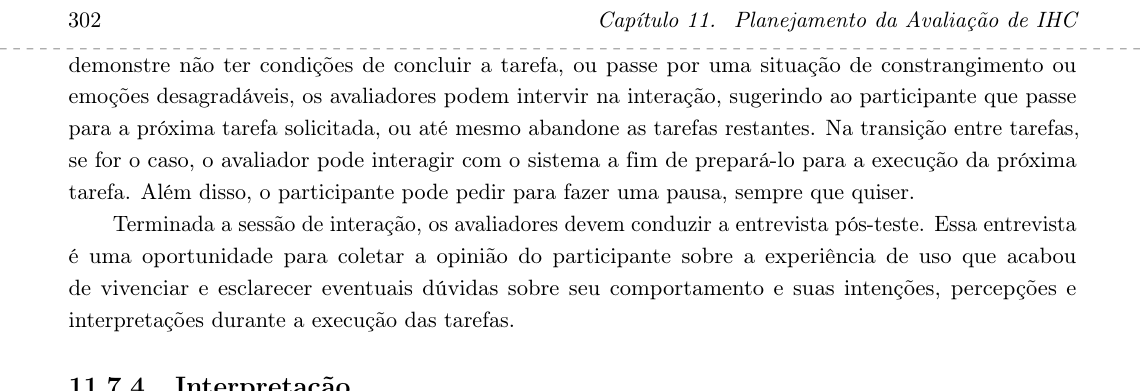 302 Capítulo 11. Planejamento da Avaliação de IHC
demonstre não ter condições de concluir a tarefa, ou passe por uma situação de constrangimento ou
emoções desagradáveis, os avaliadores podem intervir na interação, sugerindo ao participante que passe
para a próxima tarefa solicitada, ou até mesmo abandone as tarefas restantes. Na transição entre tarefas,
se for o caso, o avaliador pode interagir com o sistema a fim de prepará-lo para a execução da próxima
tarefa. Além disso, o participante pode pedir para fazer uma pausa, sempre que quiser.
Terminada a sessão de interação, os avaliadores devem conduzir a entrevista pós-teste. Essa entrevista
é uma oportunidade para coletar a opinião do participante sobre a experiência de uso que acabou
de vivenciar e esclarecer eventuais dúvidas sobre seu comportamento e suas intenções, percepções e
interpretações durante a execução das tarefas.
11.7.4 Interpretação